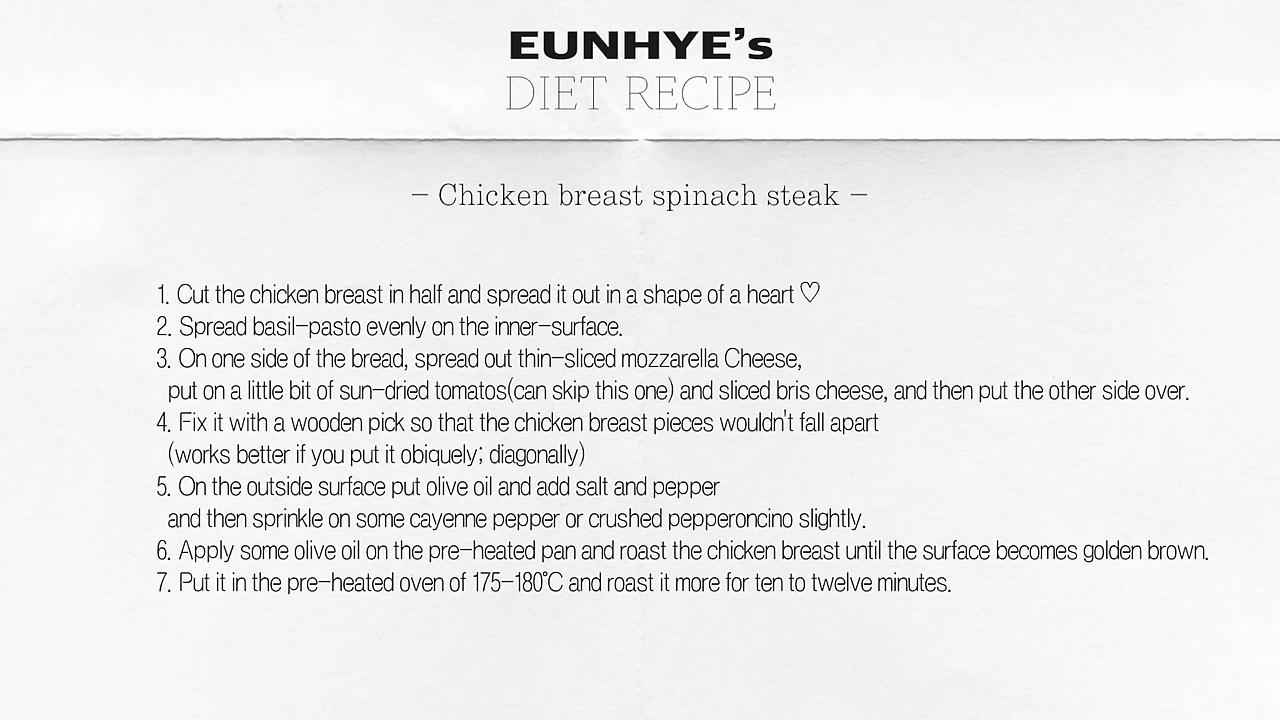 EUNHYE's
DIET RECIPE
- Chicken breast spinach steak -
1. Cut the chicken breast in half and spread it out in a shape of a heart ♡
2. Spread basil-pasto evenly on the inner-surface.
3. On one side of the bread, spread out thin-sliced mozzarella Cheese,
put on a little bit of sun-dried tomatos(can skip this one) and sliced bris cheese, and then put the other side over.
4. Fix it with a wooden pick so that the chicken breast pieces wouldn't fall apart
(works better if you put it obiquely; diagonally)
5. On the outside surface put olive oil and add salt and pepper
and then sprinkle on some cayenne pepper or crushed pepperoncino slightly.
6. Apply some olive oil on the pre-heated pan and roast the chicken breast until the surface becomes golden brown.
7. Put it in the pre-heated oven of 175-180°C and roast it more for ten to twelve minutes.